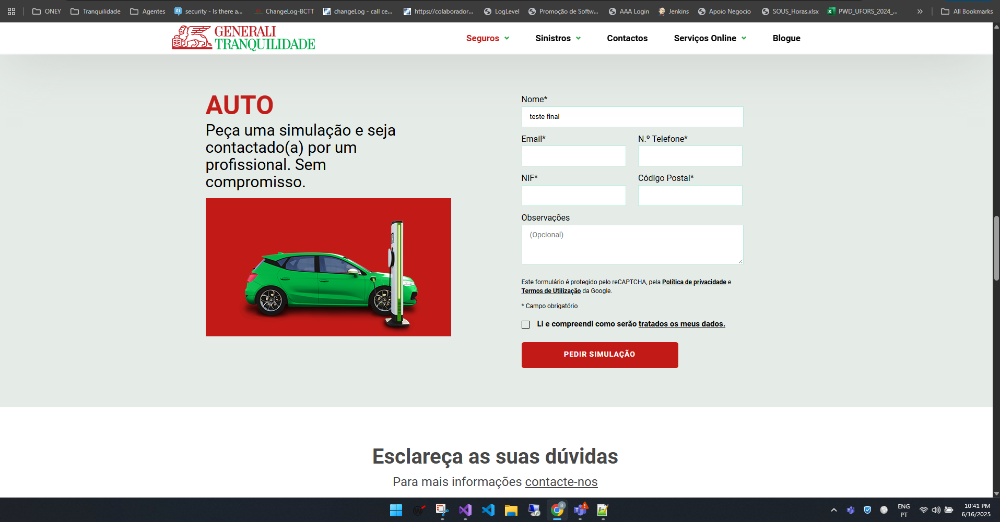 ONEY Tranquilidade Agentes security - Is there a... ChangeLog-BCTT changeLog - call ce... https://colaborador... LogLevel Promoção de Softw... AAA Login Jenkins Apoio Negocio SOUS_Horas.xlsx PWD_UFORS_2024_... » All Bookmarks
GENERALI
TRANQUILIDADE
Seguros Sinistros Contactos Serviços Online Blogue
AUTO
Peça uma simulação e seja
contactado(a) por um
profissional. Sem
compromisso.
Nome*
teste final
Email* N.º Telefone*
NIF* Código Postal*
Observações
(Opcional)
Este formulário é protegido pelo reCAPTCHA, pela Política de privacidade e
Termos de Utilização da Google.
* Campo obrigatório
Li e compreendi como serão tratados os meus dados.
PEDIR SIMULAÇÃO
Esclareça as suas dúvidas
Para mais informações contacte-nos
ENG
PT
10:41 PM
6/16/2025